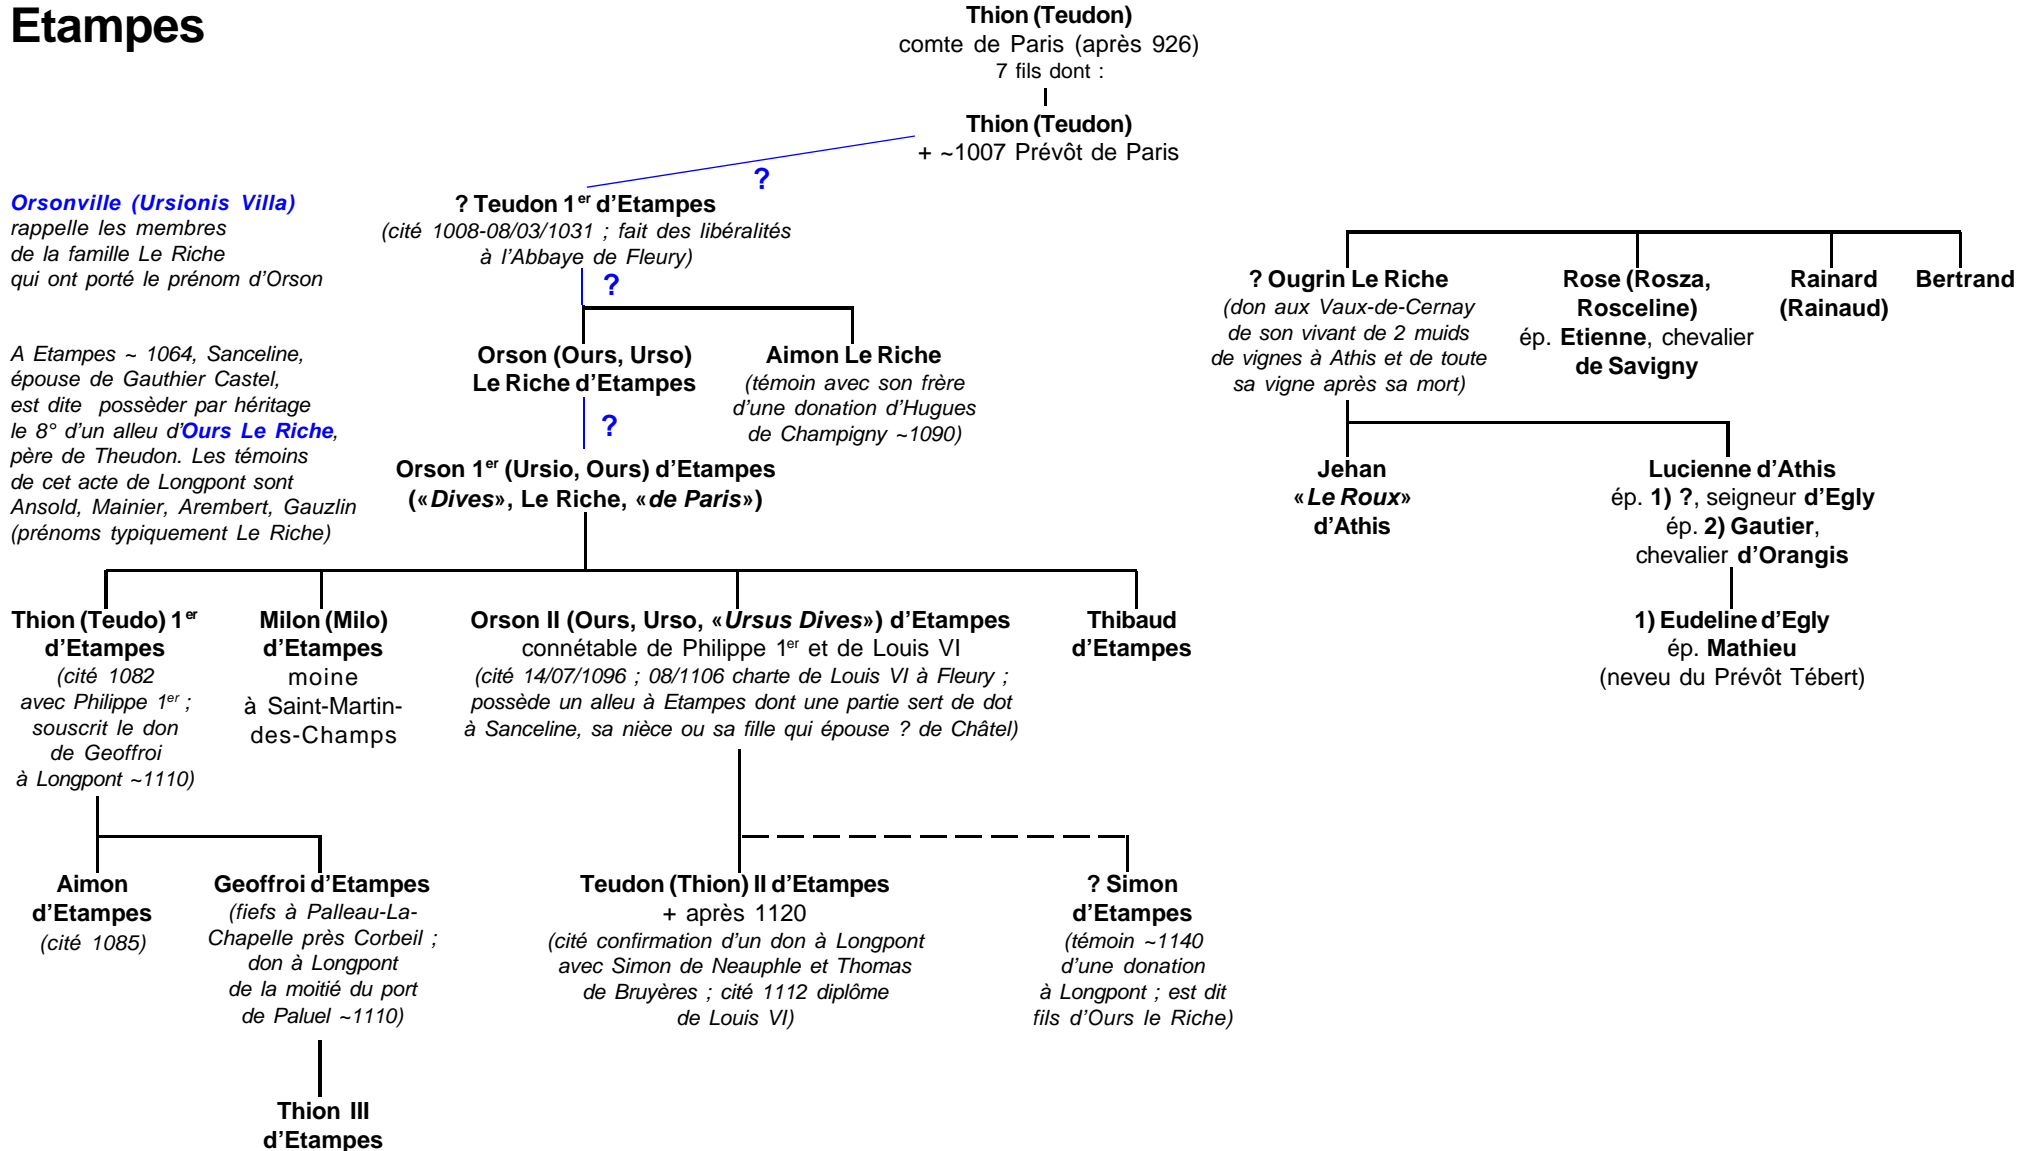 Etampes
Thion (Teudon)
comte de Paris (après 926)
7 fils dont :
Thion (Teudon)
+ ~1007 Prévôt de Paris
?
Orsonville (Ursionis Villa)
rappelle les membres
de la famille Le Riche
qui ont porté le prénom d'Orson
? Teudon 1er d'Etampes
(cité 1008-08/03/1031 ; fait des libéralités
à l'Abbaye de Fleury)
?
? Ougrin Le Riche
(don aux Vaux-de-Cernay
de son vivant de 2 muids
de vignes à Athis et de toute
sa vigne après sa mort)
Rose (Rosza,
Rosceline)
ép. Etienne, chevalier
de Savigny
Rainard
(Rainaud)
Bertrand
A Etampes ~ 1064, Sanceline,
épouse de Gauthier Castel,
est dite possèder par héritage
le 8° d'un alleu d'Ours Le Riche,
père de Theudon. Les témoins
de cet acte de Longpont sont
Ansold, Mainier, Arembert, Gauzlin
(prénoms typiquement Le Riche)
Orson (Ours, Urso)
Le Riche d'Etampes
Aimon Le Riche
(témoin avec son frère
d'une donation d'Hugues
de Champigny ~1090)
?
Orson 1er (Ursio, Ours) d'Etampes
(«Dives», Le Riche, «de Paris»)
Jehan
«Le Roux»
d'Athis
Lucienne d'Athis
ép. 1) ?, seigneur d'Egly
ép. 2) Gautier,
chevalier d'Orangis
Thion (Teudo) 1er
d'Etampes
(cité 1082
avec Philippe 1er ;
souscrit le don
de Geoffroi
à Longpont ~1110)
Milon (Milo)
d'Etampes
moine
à Saint-Martin-
des-Champs
Orson II (Ours, Urso, «Ursus Dives») d'Etampes
connétable de Philippe 1er et de Louis VI
(cité 14/07/1096 ; 08/1106 charte de Louis VI à Fleury ;
possède un alleu à Etampes dont une partie sert de dot
à Sanceline, sa nièce ou sa fille qui épouse ? de Châtel)
Thibaud
d'Etampes
1) Eudeline d'Egly
ép. Mathieu
(neveu du Prévôt Tébert)
Aimon
d'Etampes
(cité 1085)
Geoffroi d'Etampes
(fiefs à Palleau-La-
Chapelle près Corbeil ;
don à Longpont
de la moitié du port
de Paluel ~1110)
Teudon (Thion) II d'Etampes
+ après 1120
(cité confirmation d'un don à Longpont
avec Simon de Neauphle et Thomas
de Bruyères ; cité 1112 diplôme
de Louis VI)
? Simon
d'Etampes
(témoin ~1140
d'une donation
à Longpont ; est dit
fils d'Ours le Riche)
Thion III
d'Etampes